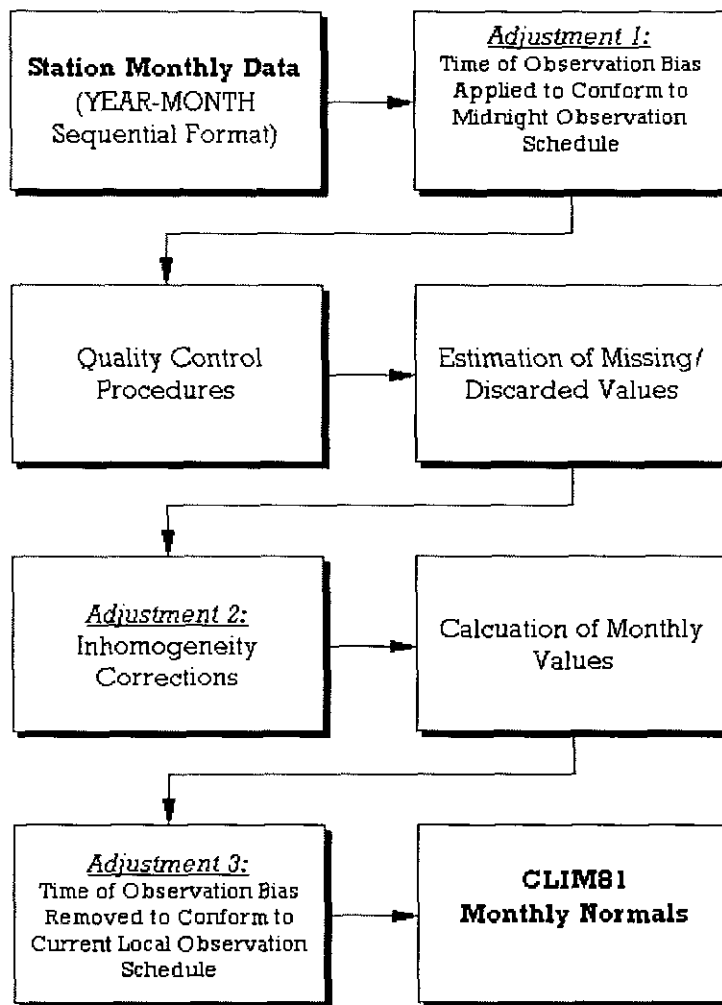 Station Monthly Data
(YEAR-MONTH
Sequential Format)
Adjustment 1:
Time of Observation Bias
Applied to Conform to
Midnight Observation
Schedule
Quality Control
Procedures
Estimation of Missing/
Discarded Values
Adjustment 2:
Inhomogeneity
Corrections
Calcuation of Monthly
Values
Adjustment 3:
Time of Observation Bias
Removed to Conform to
Current Local Observation
Schedule
CLIM81
Monthly Normals